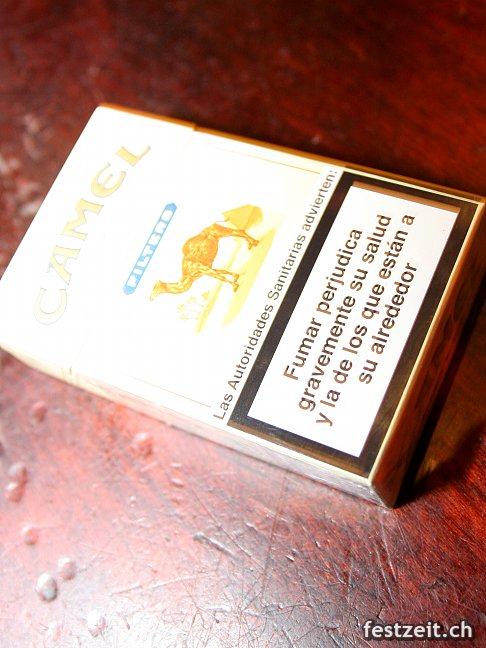 CAMEL
FILTERS
Las Autoridades Sanitarias advierten:
Fumar perjudica
gravemente su salud
y la de los que están a
su alrededor
festzeit.ch